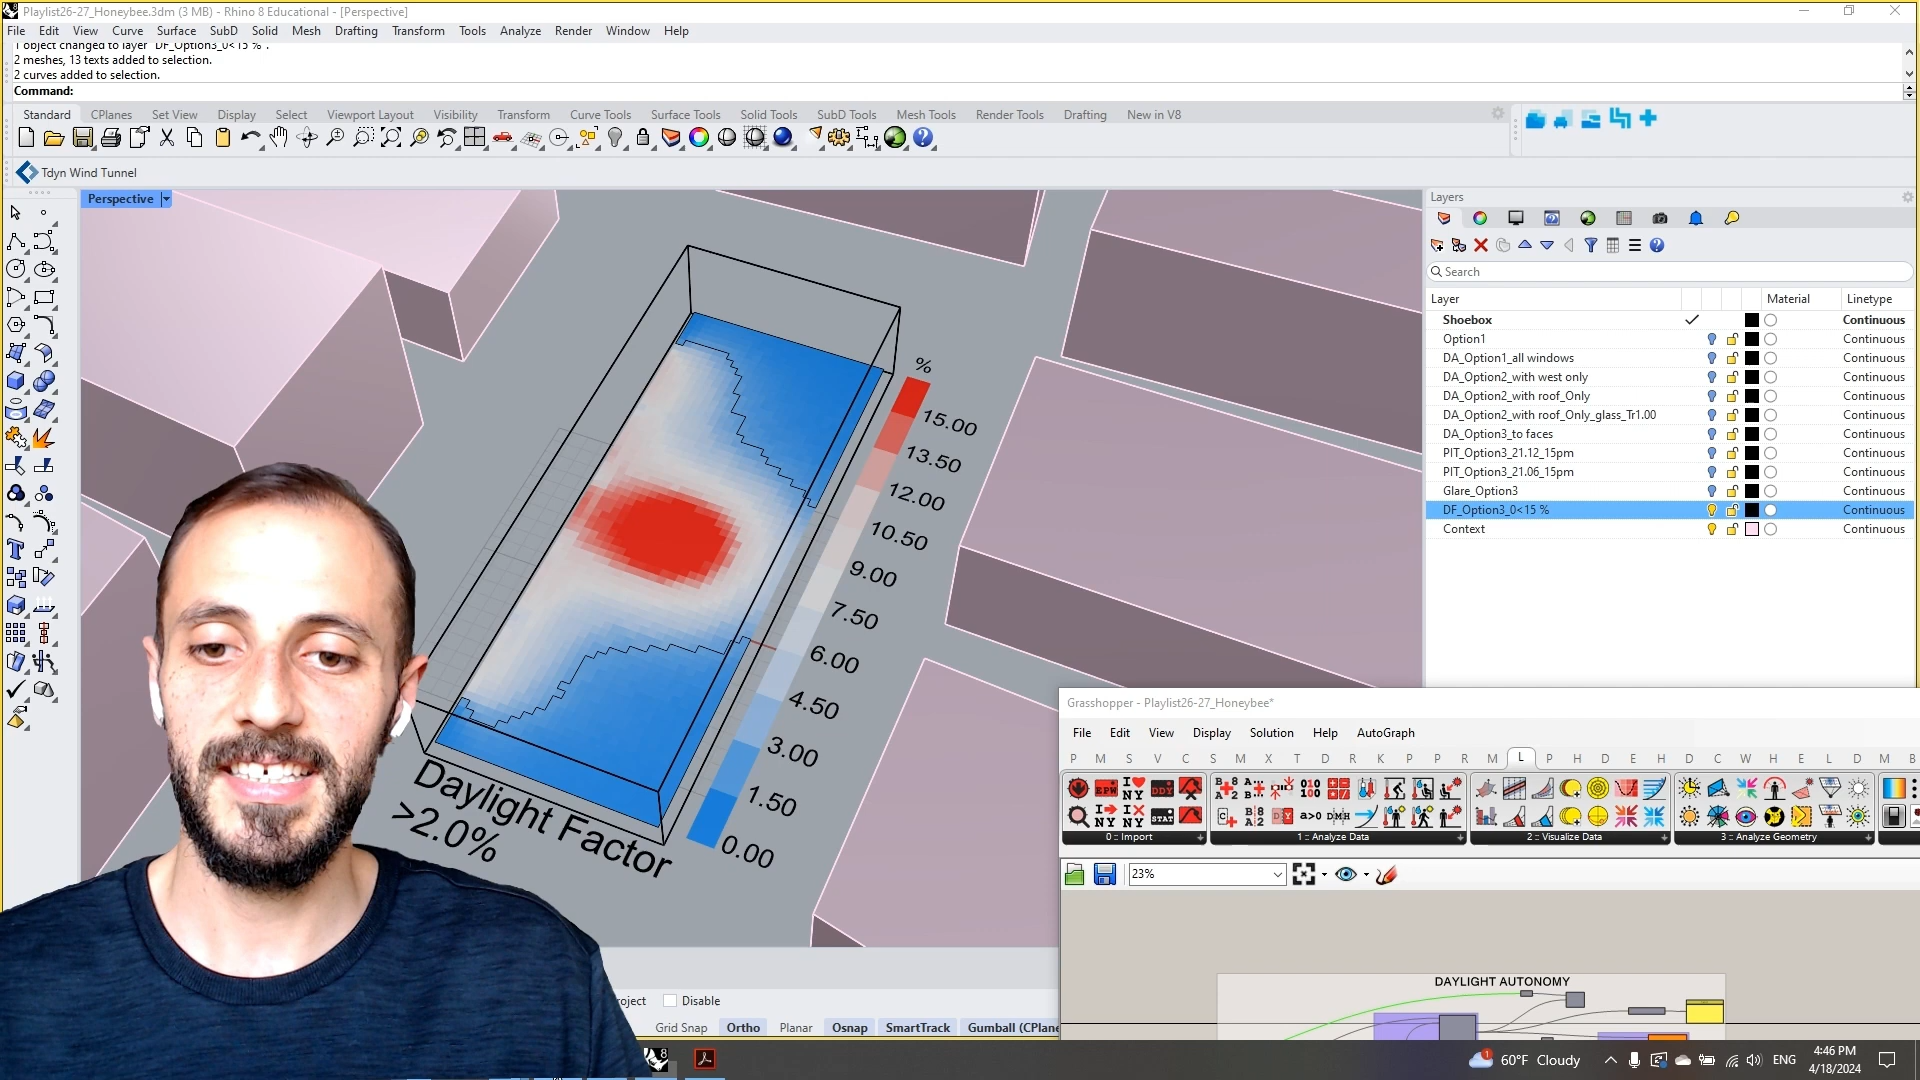 Playlist26-27_Honeybee.3dm (3 MB) - Rhino 8 Educational - [Perspective]
File Edit View Curve Surface SubD Solid Mesh Drafting Transform Tools Analyze Render Window Help
1 object changed to layer "DF_Option3_0<15 %".
2 meshes, 13 texts added to selection.
2 curves added to selection.
Command:
Standard CPlanes Set View Display Select Viewport Layout Visibility Transform Curve Tools Surface Tools Solid Tools SubD Tools Mesh Tools Render Tools Drafting New in V8
Tdyn Wind Tunnel
Perspective
%
15.00
13.50
12.00
10.50
9.00
7.50
6.00
4.50
3.00
1.50
0.00
Daylight Factor
>2.0%
Layers
Search
Layer Material Linetype
Shoebox Continuous
Option1 Continuous
DA_Option1_all windows Continuous
DA_Option2_with west only Continuous
DA_Option2_with roof_Only Continuous
DA_Option2_with roof_Only_glass_Tr1.00 Continuous
DA_Option3_to faces Continuous
PIT_Option3_21.12_15pm Continuous
PIT_Option3_21.06_15pm Continuous
Glare_Option3 Continuous
DF_Option3_0<15 % Continuous
Context Continuous
Grasshopper - Playlist26-27_Honeybee*
File Edit View Display Solution Help AutoGraph
P M S V C S M X T D R K D C P P R M L P H D E H D C W H E L D M B
0 :: Import
1 :: Analyze Data
2 :: Visualize Data
3 :: Analyze Geometry
23%
DAYLIGHT AUTONOMY
oject Disable
Grid Snap Ortho Planar Osnap SmartTrack Gumball (CPlane
60°F Cloudy
ENG
4:46 PM
4/18/2024